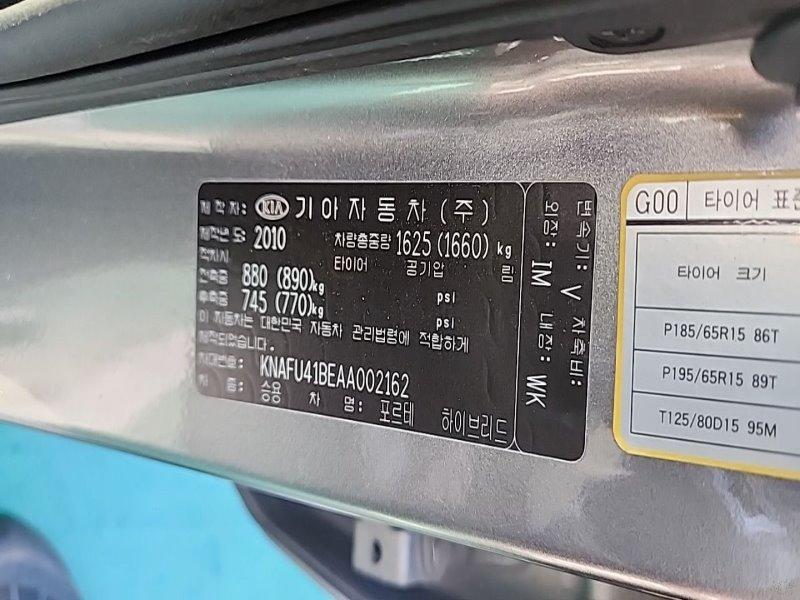 제작자: KIA 기아자동차 (주)
제작년도: 2010 차량총중량 1625 (1660) kg
적차시 타이어 공기압 림
전축중 880 (890)kg psi
후축중 745 (770)kg psi
이 자동차는 대한민국 자동차 관리법령에 적합하게
제작되었습니다.
차대번호: KNAFU41BEAA002162
차 종: 승용 차 명: 포르테 하이브리드
변속기: V 차축비:
외장: IM 내장: WK
G00 타이어 표준
타이어 크기
P185/65R15 86T
P195/65R15 89T
T125/80D15 95M